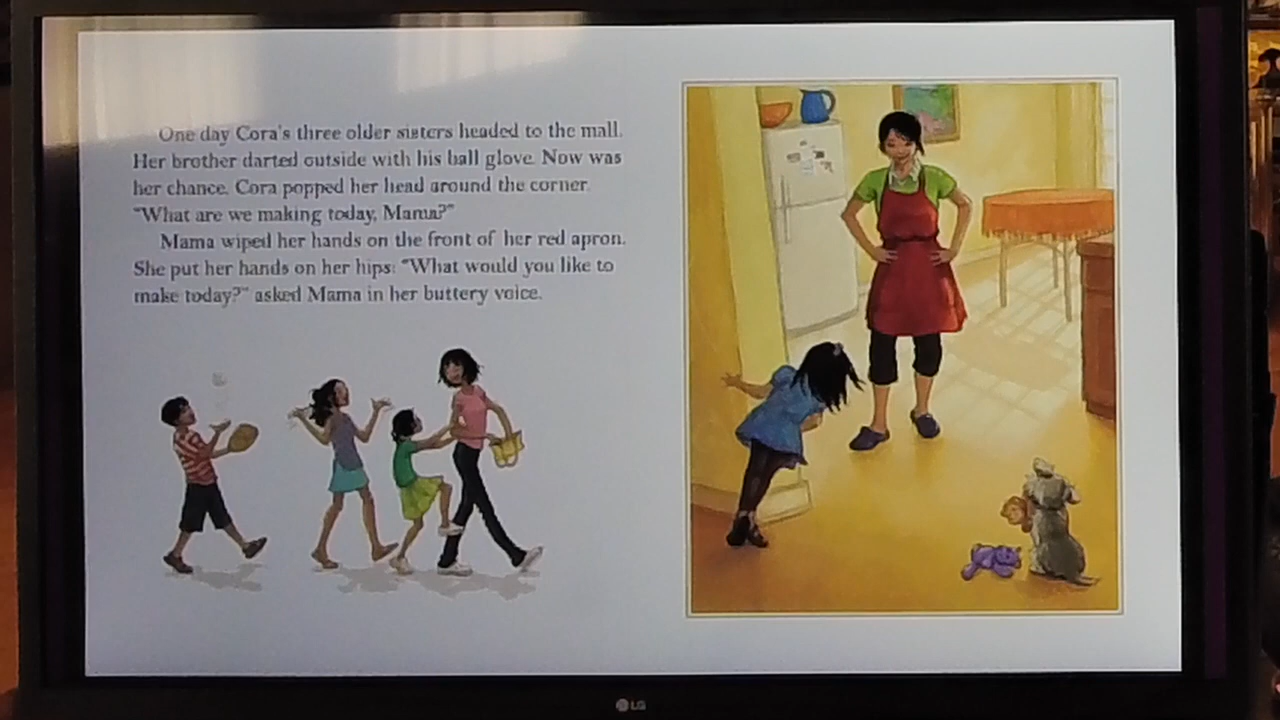 One day Cora's three older sisters headed to the mall.
Her brother darted outside with his ball glove. Now was
her chance. Cora popped her head around the corner.
"What are we making today, Mama?"
Mama wiped her hands on the front of her red apron.
She put her hands on her hips. "What would you like to
make today?" asked Mama in her buttery voice.
LG